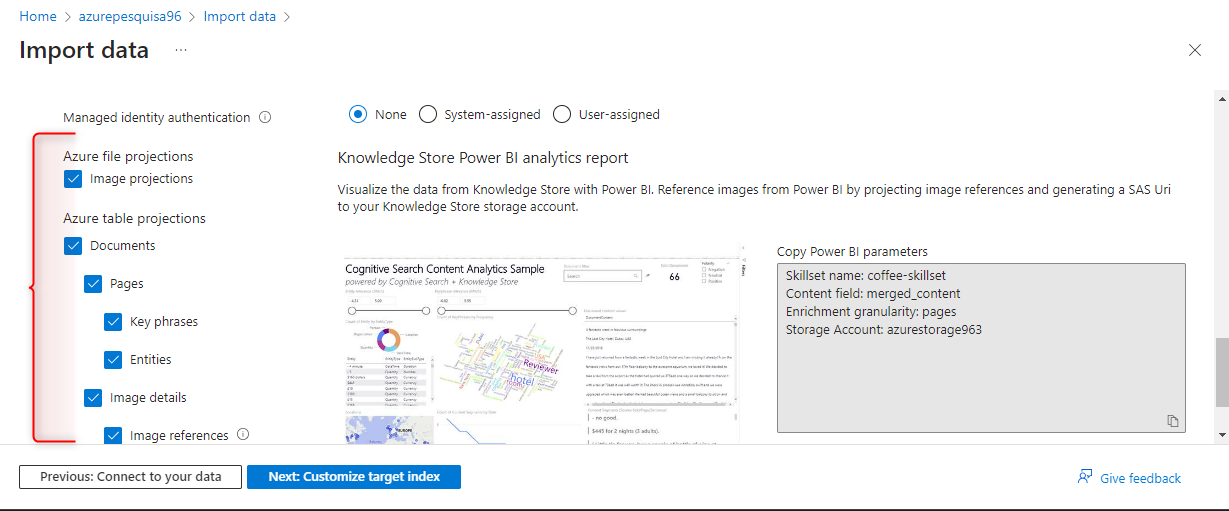 Home > azurepesquisa96 > Import data >
Import data ...
Managed identity authentication
None System-assigned User-assigned
Azure file projections
Image projections
Azure table projections
Documents
Pages
Key phrases
Entities
Image details
Image references
Knowledge Store Power BI analytics report
Visualize the data from Knowledge Store with Power BI. Reference images from Power BI by projecting image references and generating a SAS Uri
to your Knowledge Store storage account.
Cognitive Search Content Analytics Sample
powered by Cognitive Search + Knowledge Store
Search
66
Reviewer
hotel
EUROPE
- no good.
$445 for 2 nights (5 adults).
Copy Power BI parameters
Skillset name: coffee-skillset
Content field: merged_content
Enrichment granularity: pages
Storage Account: azurestorage963
Previous: Connect to your data
Next: Customize target index
Give feedback